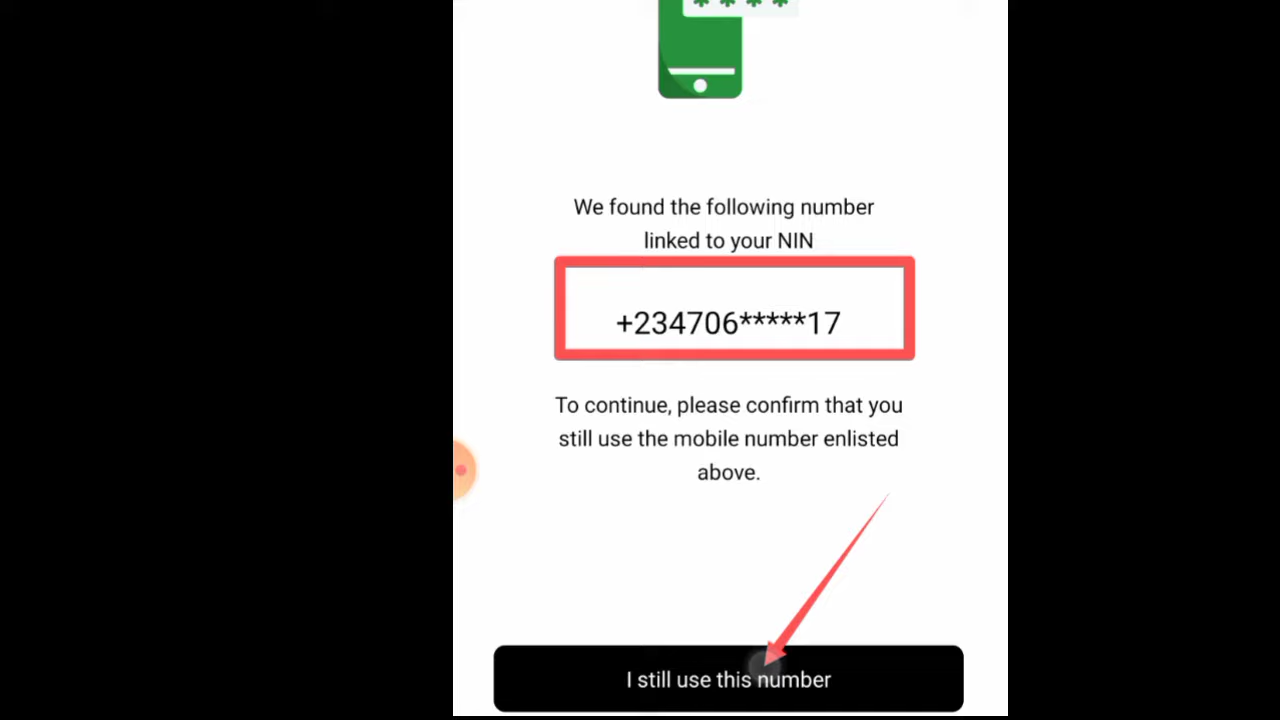 ****
We found the following number
linked to your NIN
+234706*****17
To continue, please confirm that you
still use the mobile number enlisted
above.
I still use this number